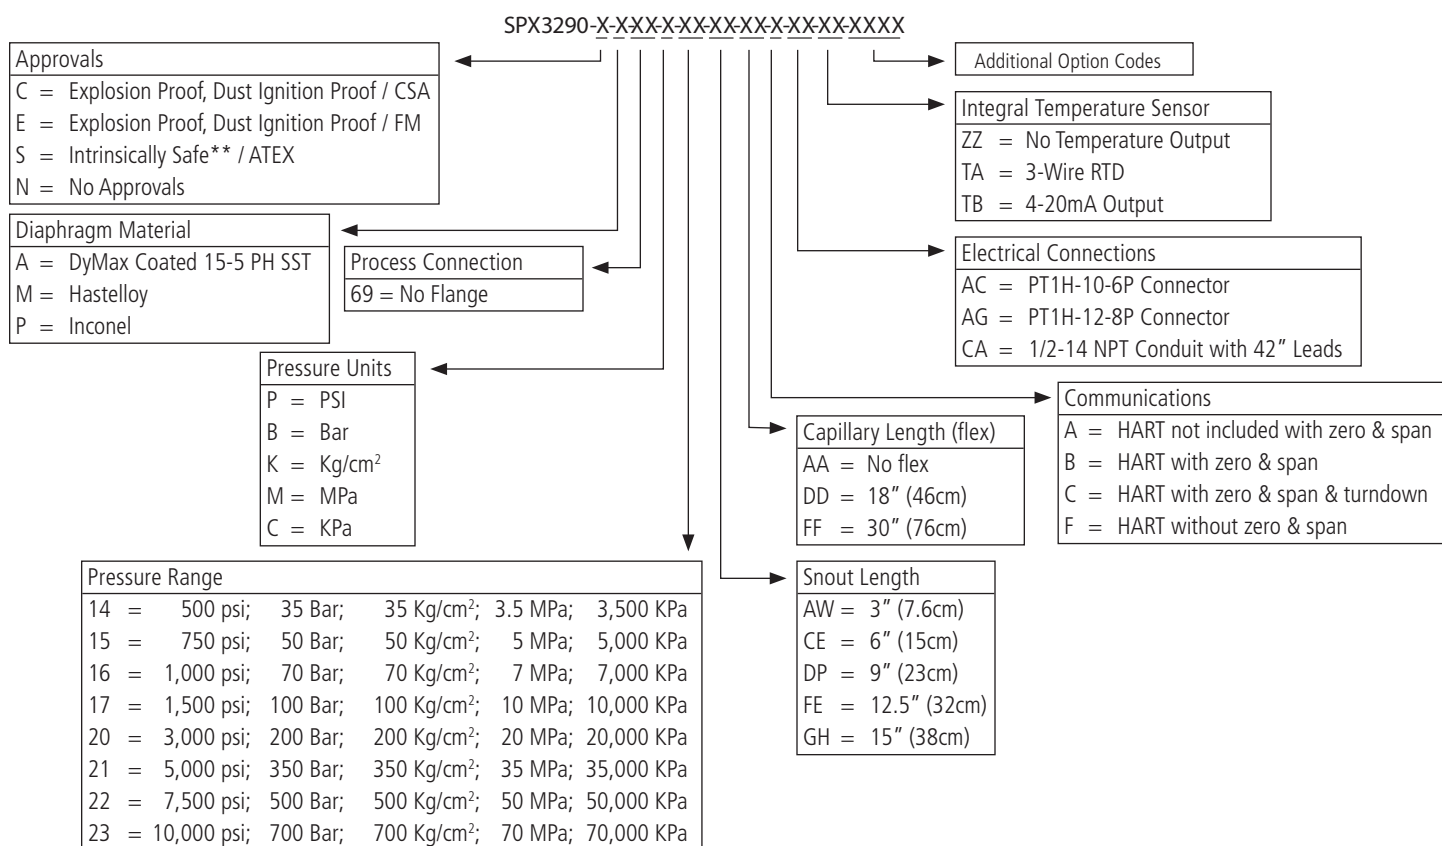 SPX3290-X-X-XX-X-XX-XX-XX-X-XX-XX-XXXX
Approvals
C = Explosion Proof, Dust Ignition Proof / CSA
E = Explosion Proof, Dust Ignition Proof / FM
S = Intrinsically Safe** / ATEX
N = No Approvals
Diaphragm Material
A = DyMax Coated 15-5 PH SST
M = Hastelloy
P = Inconel
Process Connection
69 = No Flange
Pressure Units
P = PSI
B = Bar
K = Kg/cm²
M = MPa
C = KPa
Pressure Range
14 = 500 psi; 35 Bar; 35 Kg/cm²; 3.5 MPa; 3,500 KPa
15 = 750 psi; 50 Bar; 50 Kg/cm²; 5 MPa; 5,000 KPa
16 = 1,000 psi; 70 Bar; 70 Kg/cm²; 7 MPa; 7,000 KPa
17 = 1,500 psi; 100 Bar; 100 Kg/cm²; 10 MPa; 10,000 KPa
20 = 3,000 psi; 200 Bar; 200 Kg/cm²; 20 MPa; 20,000 KPa
21 = 5,000 psi; 350 Bar; 350 Kg/cm²; 35 MPa; 35,000 KPa
22 = 7,500 psi; 500 Bar; 500 Kg/cm²; 50 MPa; 50,000 KPa
23 = 10,000 psi; 700 Bar; 700 Kg/cm²; 70 MPa; 70,000 KPa
Additional Option Codes
Integral Temperature Sensor
ZZ = No Temperature Output
TA = 3-Wire RTD
TB = 4-20mA Output
Electrical Connections
AC = PT1H-10-6P Connector
AG = PT1H-12-8P Connector
CA = 1/2-14 NPT Conduit with 42" Leads
Communications
A = HART not included with zero & span
B = HART with zero & span
C = HART with zero & span & turndown
F = HART without zero & span
Capillary Length (flex)
AA = No flex
DD = 18" (46cm)
FF = 30" (76cm)
Snout Length
AW = 3" (7.6cm)
CE = 6" (15cm)
DP = 9" (23cm)
FE = 12.5" (32cm)
GH = 15" (38cm)